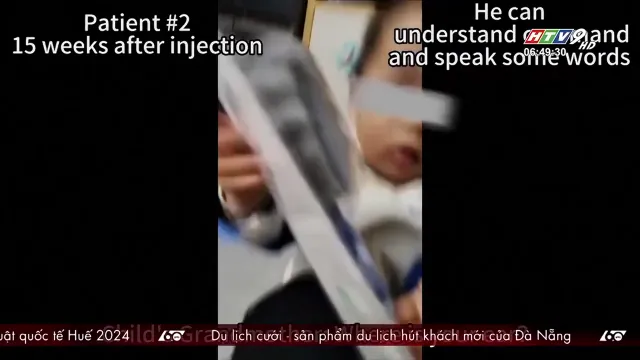 Patient #2
15 weeks after injection
He can
understand
and
and speak some words
HTV9 HD
06:49:30
uật quốc tế Huế 2024
Du lịch cưới - sản phẩm du lịch hút khách mới của Đà Nẵng